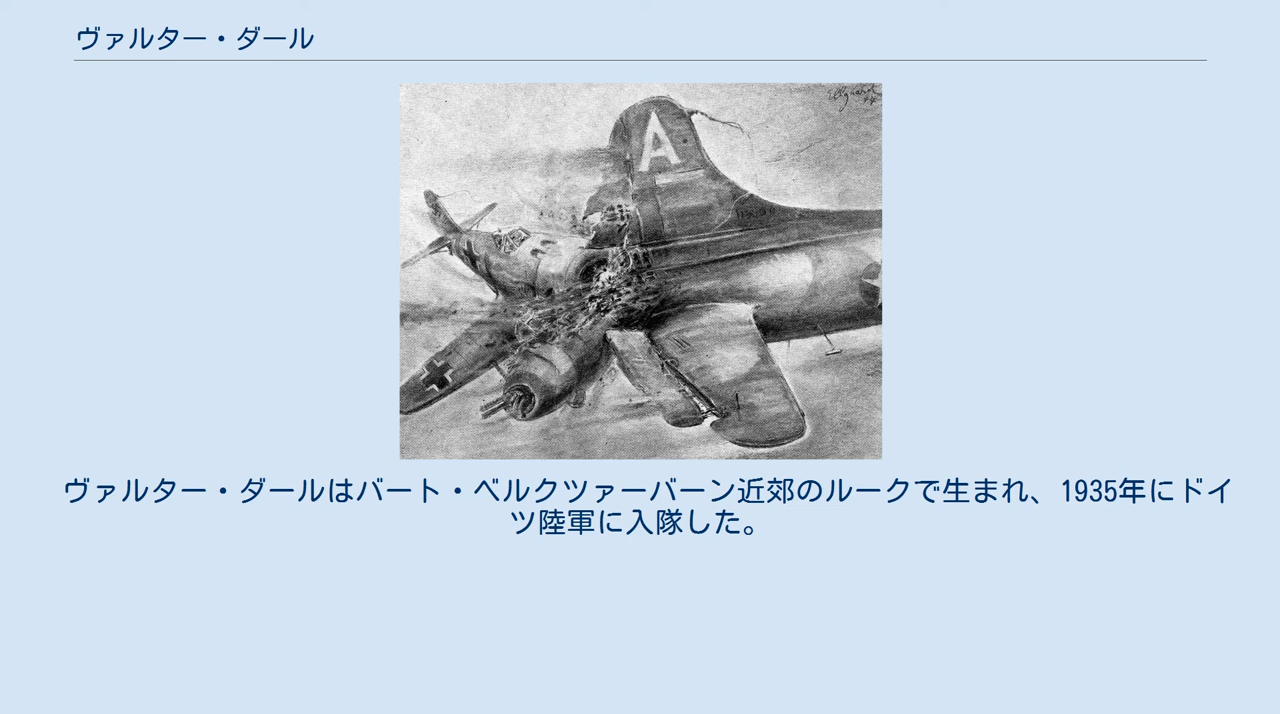 ヴァルター・ダール
A
ヴァルター・ダールはバート・ベルクツァーバーン近郊のルークで生まれ、1935年にドイ
ツ陸軍に入隊した。